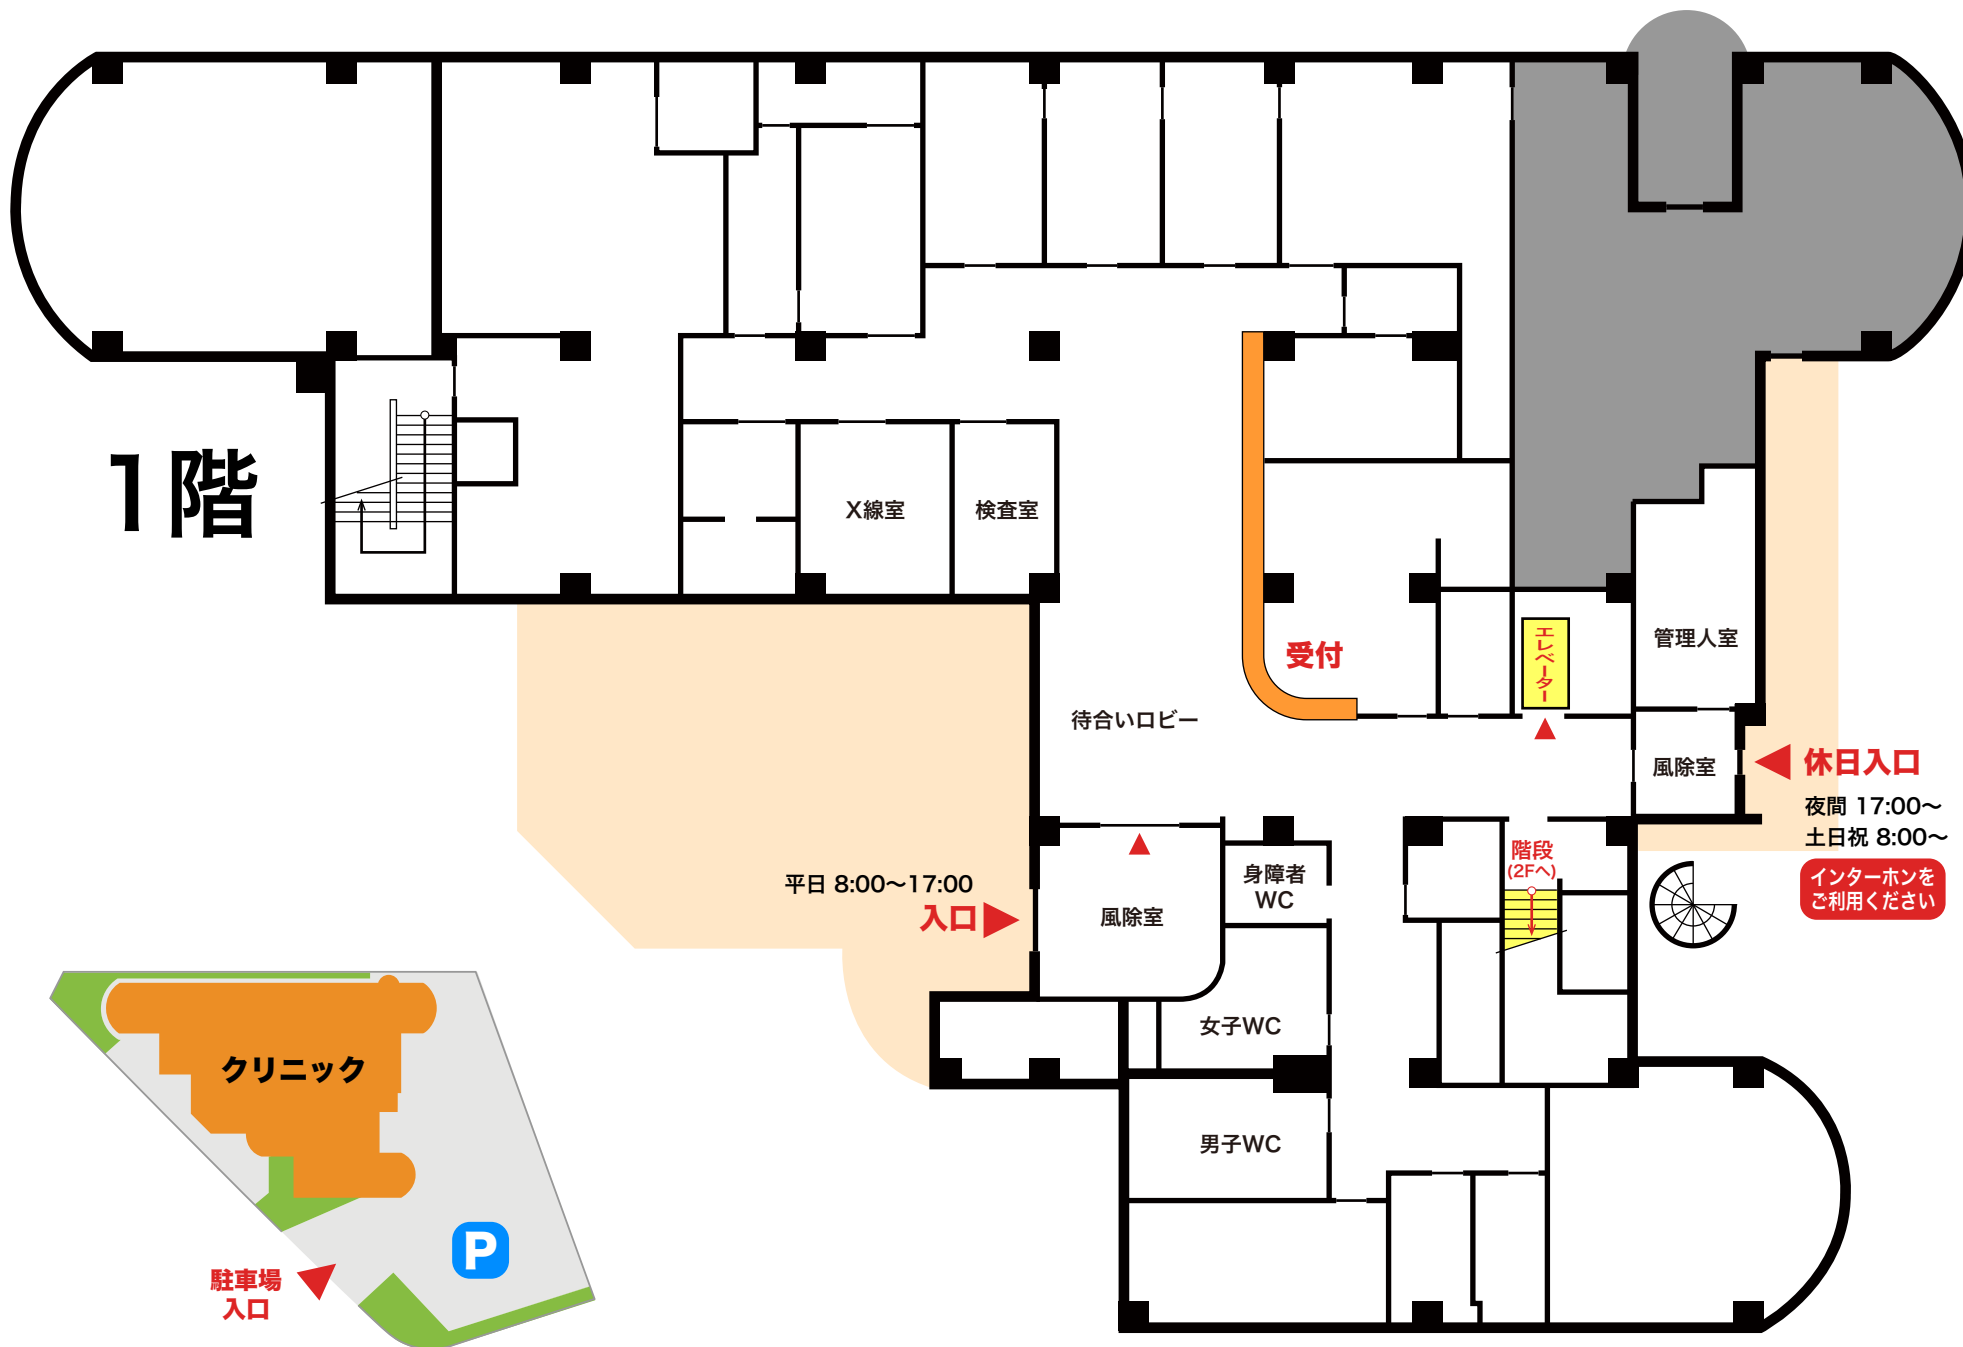 1階
X線室
検査室
受付
エレベーター
管理人室
待合いロビー
風除室
休日入口
夜間 17:00〜
土日祝 8:00〜
インターホンを
ご利用ください
階段
(2Fへ)
身障者
WC
平日 8:00〜17:00
入口
風除室
女子WC
男子WC
クリニック
P
駐車場
入口